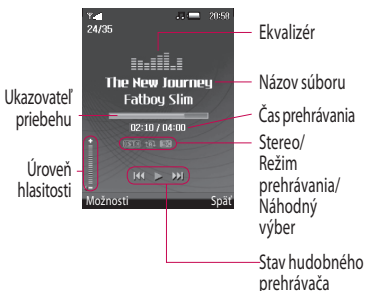 20:58
24/35
The New Journey
Fatboy Slim
02:10 / 04:00
Možnosti
Späť
Ukazovateľ
priebehu
Úroveň
hlasitosti
Ekvalizér
Názov súboru
Čas prehrávania
Stereo/
Režim
prehrávania/
Náhodný
výber
Stav hudobného
prehrávača